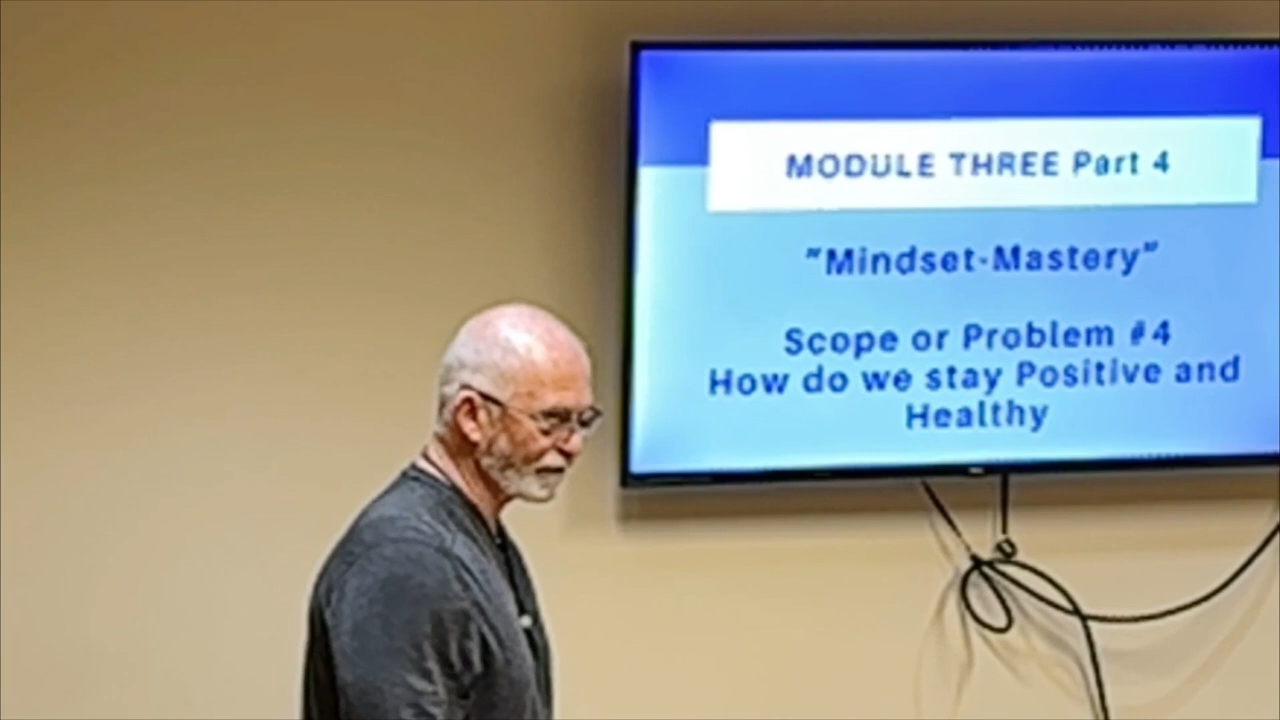 MODULE THREE Part 4
"Mindset-Mastery"
Scope or Problem #4
How do we stay Positive and
Healthy